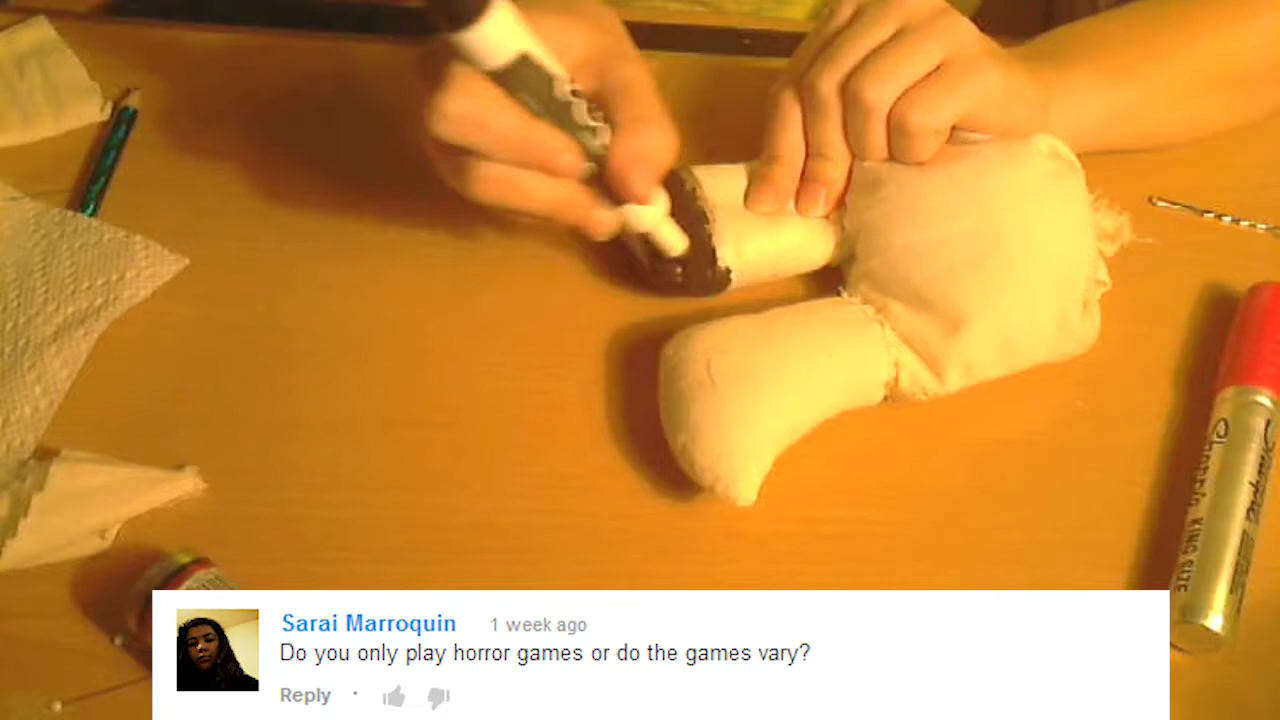 Sharpie
KING SIZE
Sarai Marroquin 1 week ago
Do you only play horror games or do the games vary?
Reply